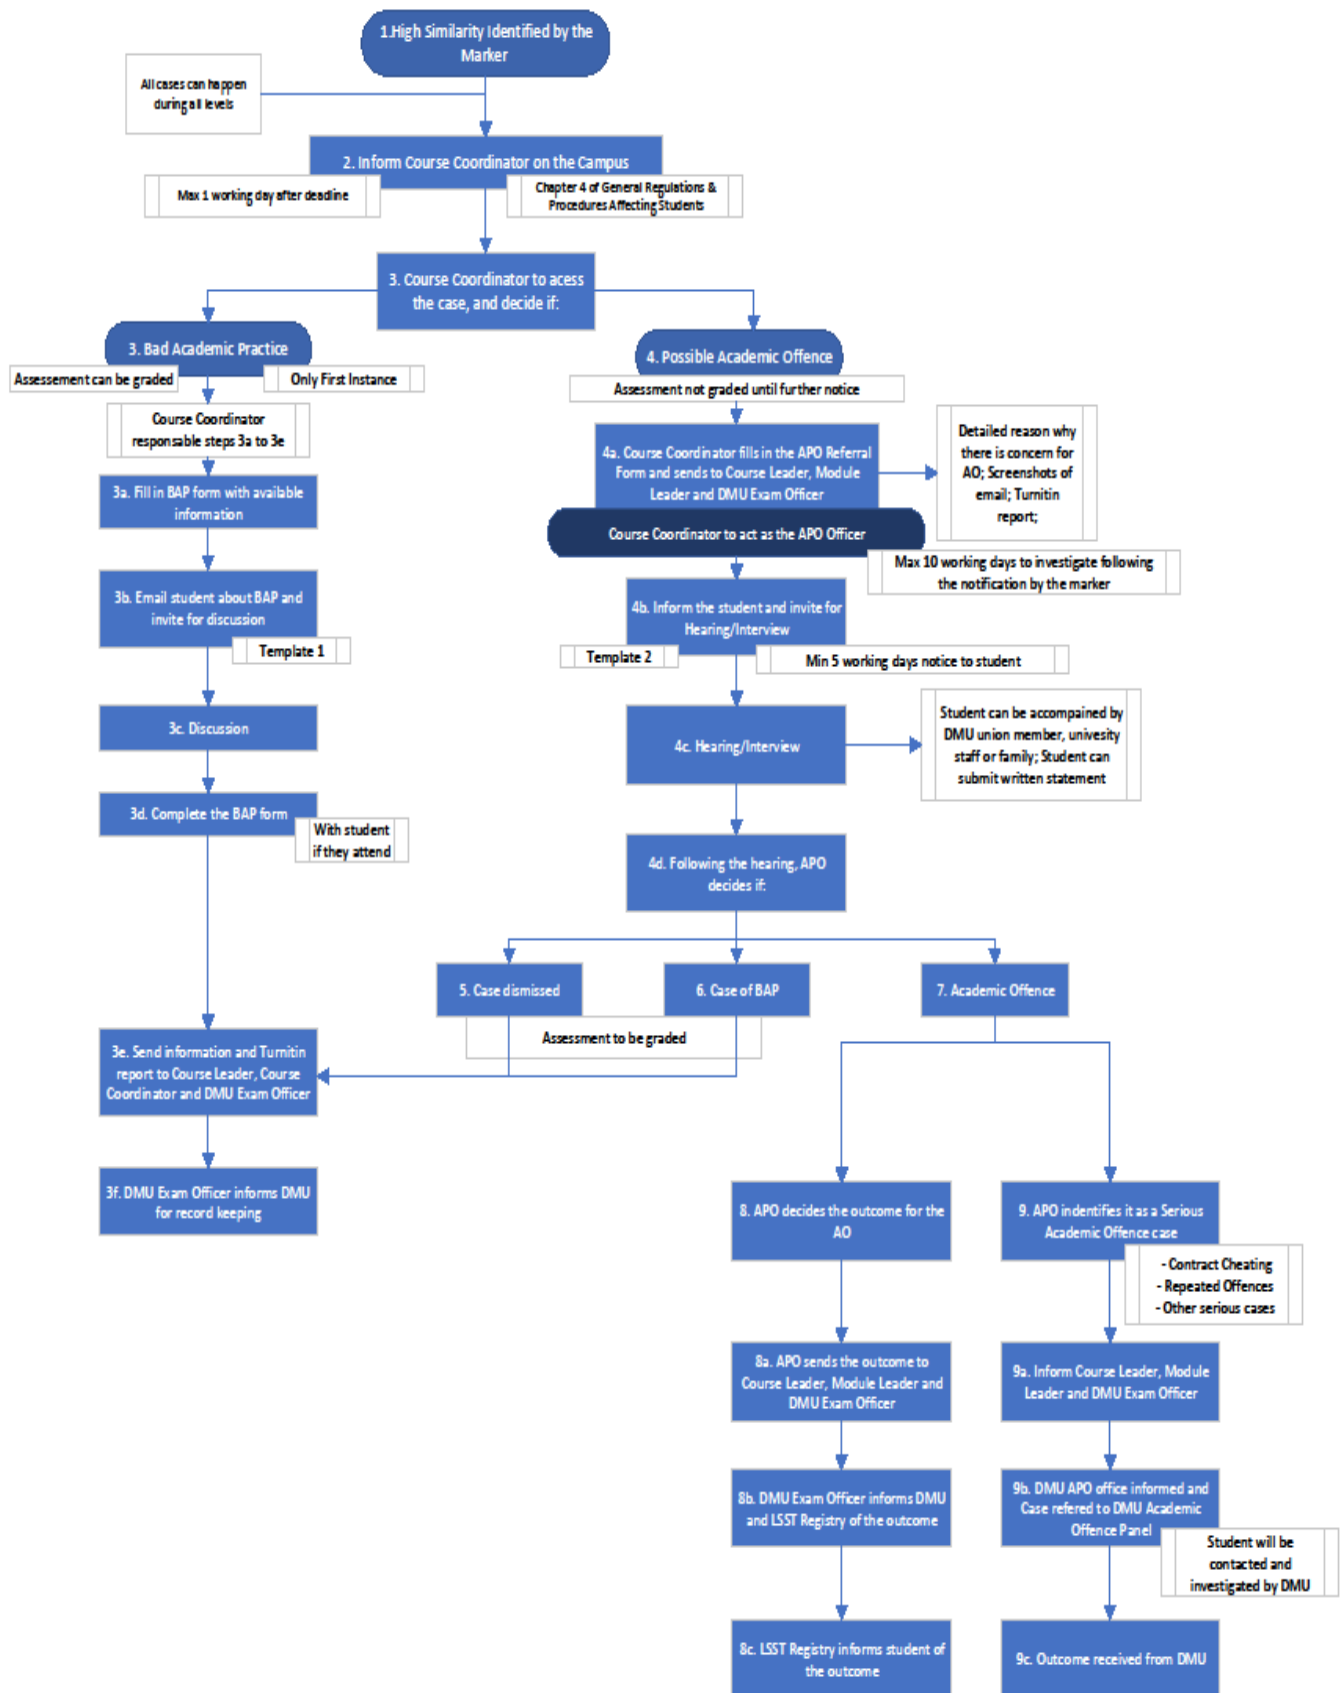 1.High Similarity Identified by the
Marker
All cases can happen
during all levels
2. Inform Course Coordinator on the Campus
Max 1 working day after deadline
Chapter 4 of General Regulations &
Procedures Affecting Students
3. Course Coordinator to acess
the case, and decide if:
3. Bad Academic Practice
Assessement can be graded
Only First Instance
Course Coordinator
responsable steps 3a to 3e
3a. Fill in BAP form with available
information
3b. Email student about BAP and
invite for discussion
Template 1
3c. Discussion
3d. Complete the BAP form
With student
if they attend
3e. Send information and Turnitin
report to Course Leader, Course
Coordinator and DMU Exam Officer
3f. DMU Exam Officer informs DMU
for record keeping
4. Possible Academic Offence
Assessment not graded until further notice
4a. Course Coordinator fills in the APO Referral
Form and sends to Course Leader, Module
Leader and DMU Exam Officer
Detailed reason why
there is concern for
AO; Screenshots of
email; Turnitin
report;
Course Coordinator to act as the APO Officer
Max 10 working days to investigate following
the notification by the marker
4b. Inform the student and invite for
Hearing/Interview
Template 2
Min 5 working days notice to student
4c. Hearing/Interview
Student can be accompained by
DMU union member, univesity
staff or family; Student can
submit written statement
4d. Following the hearing, APO
decides if:
5. Case dismissed
6. Case of BAP
7. Academic Offence
Assessment to be graded
8. APO decides the outcome for the
AO
8a. APO sends the outcome to
Course Leader, Module Leader and
DMU Exam Officer
8b. DMU Exam Officer informs DMU
and LSST Registry of the outcome
8c. LSST Registry informs student of
the outcome
9. APO indentifies it as a Serious
Academic Offence case
- Contract Cheating
- Repeated Offences
- Other serious cases
9a. Inform Course Leader, Module
Leader and DMU Exam Officer
9b. DMU APO office informed and
Case refered to DMU Academic
Offence Panel
Student will be
contacted and
investigated by DMU
9c. Outcome received from DMU